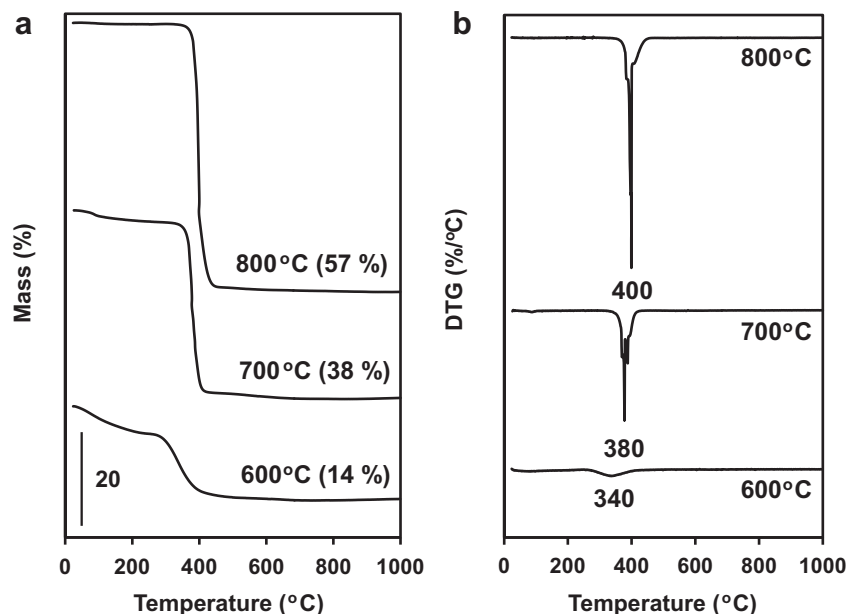 a
Mass (%)
800°C (57 %)
700°C (38 %)
600°C (14 %)
20
0 200 400 600 800 1000
Temperature (°C)
b
DTG (%/°C)
800°C
400
700°C
380
600°C
340
0 200 400 600 800 1000
Temperature (°C)